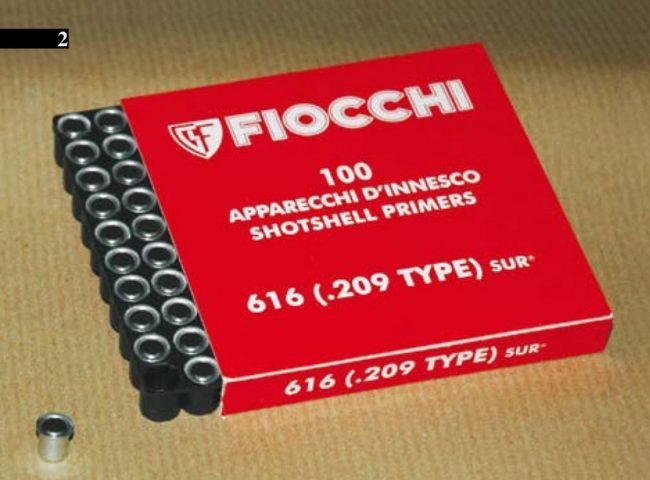 2
FIOCCHI
100
APPARECCHI D'INNESCO
SHOTSHELL PRIMERS
616 (.209 TYPE) SUR®
616 (.209 TYPE) SUR®